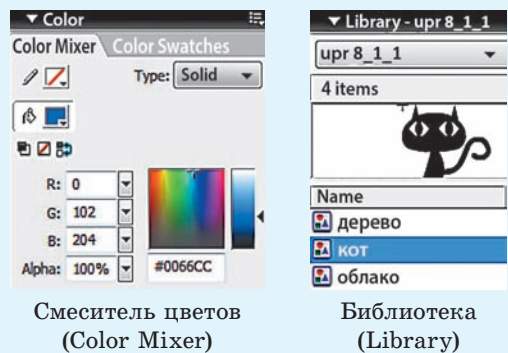 Color
Color Mixer Color Swatches
Type: Solid
R: 0
G: 102
B: 204
Alpha: 100% #0066CC
Смеситель цветов
(Color Mixer)
Library - upr 8_1_1
upr 8_1_1
4 items
Name
дерево
кот
облако
Библиотека
(Library)